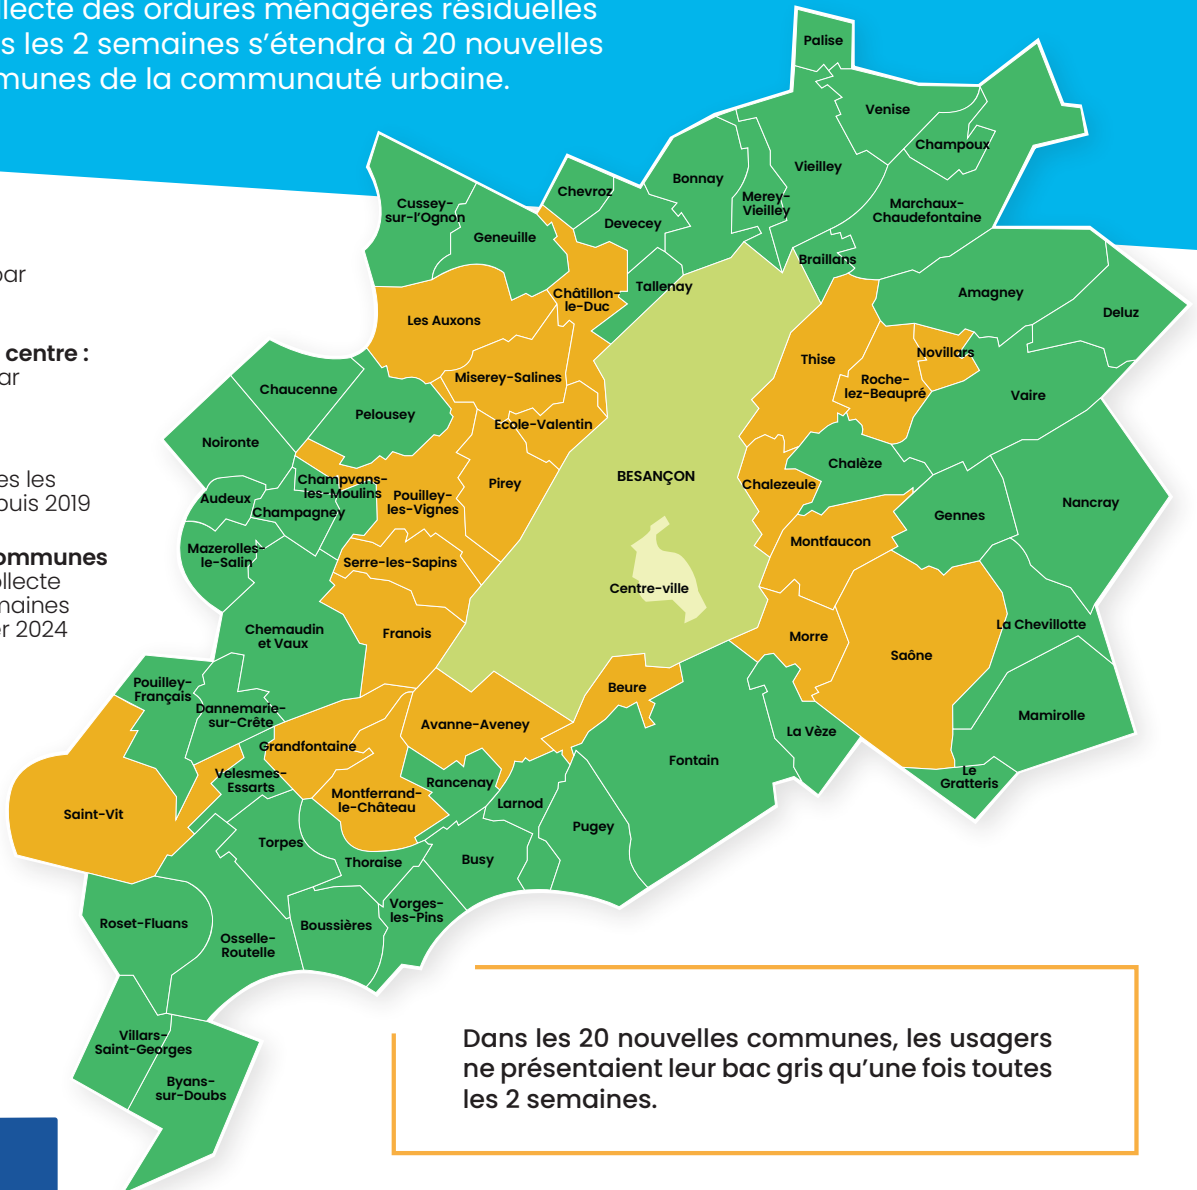 llecte des ordures ménagères résiduelles
s les 2 semaines s’étendra à 20 nouvelles
munes de la communauté urbaine.
ar
centre :
ar
es les
puis 2019
ommunes
ollecte
maines
er 2024
Palise
Venise
Champoux
Vieilley
Bonnay
Merey-
Vieilley
Marchaux-
Chaudefontaine
Chevroz
Devecey
Cussey-
sur-l’Ognon
Geneuille
Braillans
Tallenay
Châtillon-
le-Duc
Amagney
Deluz
Les Auxons
Novillars
Thise
Roche-
lez-Beaupré
Vaire
Miserey-Salines
Chaucenne
Pelousey
Ecole-Valentin
Noironte
Chalèze
BESANÇON
Champvans-
les-Moulins
Pirey
Chalezeule
Pouilley-
les-Vignes
Audeux
Champagney
Nancray
Gennes
Montfaucon
Mazerolles-
le-Salin
Serre-les-Sapins
Centre-ville
La Chevillotte
Chemaudin
et Vaux
Franois
Morre
Saône
Pouilley-
Français
Beure
Dannemarie-
sur-Crête
Avanne-Aveney
Mamirolle
La Vèze
Grandfontaine
Fontain
Velesmes-
Essarts
Rancenay
Le
Gratteris
Montferrand-
le-Château
Larnod
Saint-Vit
Pugey
Torpes
Thoraise
Busy
Vorges-
les-Pins
Roset-Fluans
Boussières
Osselle-
Routelle
Villars-
Saint-Georges
Byans-
sur-Doubs
Dans les 20 nouvelles communes, les usagers
ne présentaient leur bac gris qu’une fois toutes
les 2 semaines.